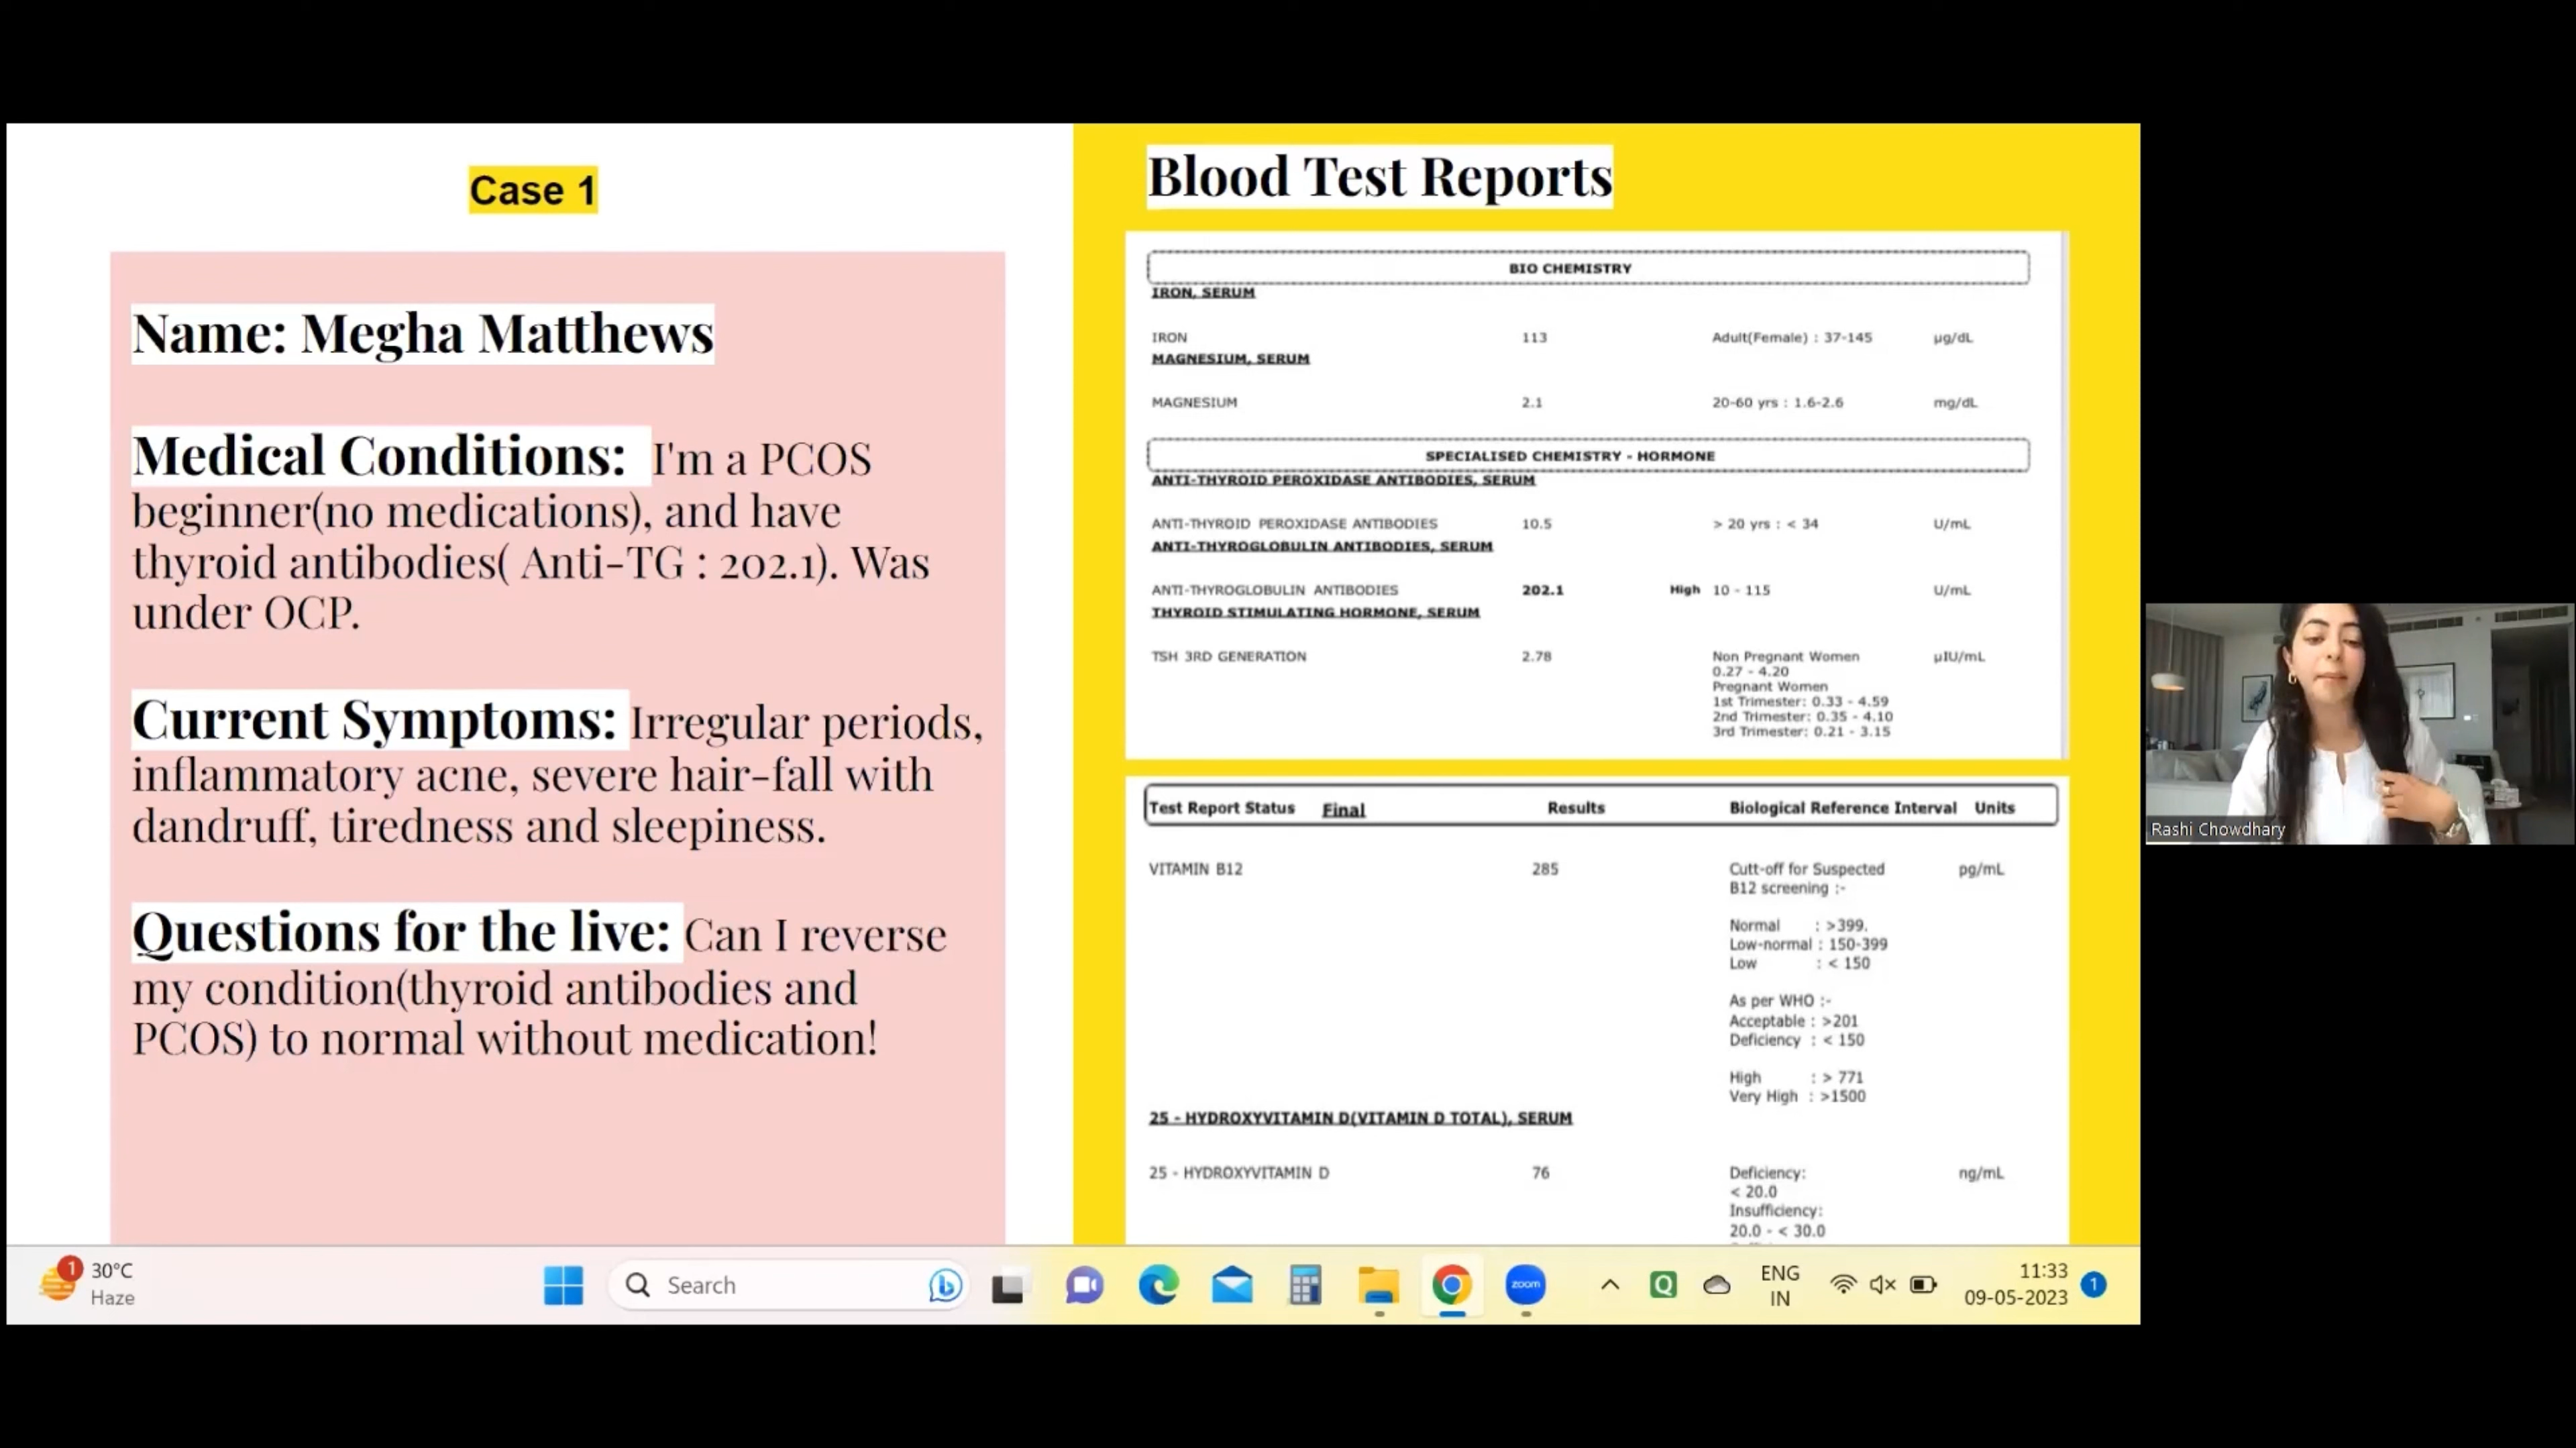 Case 1
Name: Megha Matthews
Medical Conditions: I'm a PCOS
beginner(no medications), and have
thyroid antibodies( Anti-TG : 202.1). Was
under OCP.
Current Symptoms: Irregular periods,
inflammatory acne, severe hair-fall with
dandruff, tiredness and sleepiness.
Questions for the live: Can I reverse
my condition(thyroid antibodies and
PCOS) to normal without medication!
Blood Test Reports
BIO CHEMISTRY
IRON, SERUM
IRON 113 Adult(Female) : 37-145 µg/dL
MAGNESIUM, SERUM
MAGNESIUM 2.1 20-60 yrs : 1.6-2.6 mg/dL
SPECIALISED CHEMISTRY - HORMONE
ANTI-THYROID PEROXIDASE ANTIBODIES, SERUM
ANTI-THYROID PEROXIDASE ANTIBODIES 10.5 > 20 yrs : < 34 U/mL
ANTI-THYROGLOBULIN ANTIBODIES, SERUM
ANTI-THYROGLOBULIN ANTIBODIES 202.1 High 10 - 115 U/mL
THYROID STIMULATING HORMONE, SERUM
TSH 3RD GENERATION 2.78 Non Pregnant Women µIU/mL
0.27 - 4.20
Pregnant Women
1st Trimester: 0.33 - 4.59
2nd Trimester: 0.35 - 4.10
3rd Trimester: 0.21 - 3.15
Test Report Status Final Results Biological Reference Interval Units
VITAMIN B12 285 Cutt-off for Suspected pg/mL
B12 screening :-
Normal : >399.
Low-normal : 150-399
Low : < 150
As per WHO :-
Acceptable : >201
Deficiency : < 150
High : > 771
Very High : >1500
25 - HYDROXYVITAMIN D(VITAMIN D TOTAL), SERUM
25 - HYDROXYVITAMIN D 76 Deficiency: ng/mL
< 20.0
Insufficiency:
20.0 - < 30.0
Rashi Chowdhary
1
30°C
Haze
Search
zoom
Q
ENG
IN
11:33
09-05-2023
1